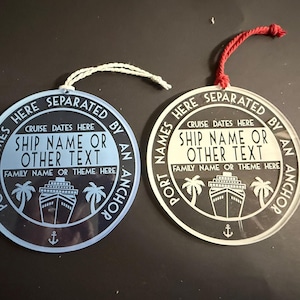 PORT NAMES HERE SEPARATED BY AN ANCHOR
CRUISE DATES HERE
SHIP NAME OR
OTHER TEXT
FAMILY NAME OR THEME HERE
PORT NAMES HERE SEPARATED BY AN ANCHOR
CRUISE DATES HERE
SHIP NAME OR
OTHER TEXT
FAMILY NAME OR THEME HERE